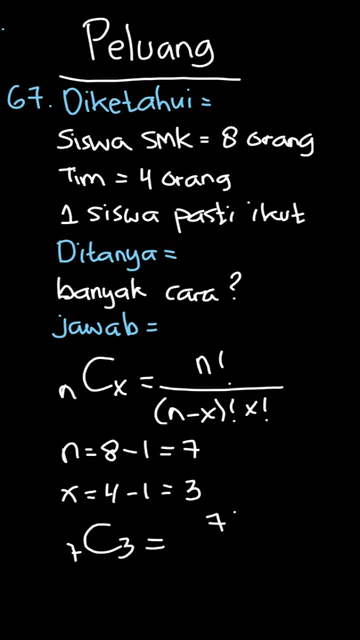 Peluang
67. Diketahui =
Siswa SMK = 8 orang
Tim = 4 orang
1 siswa pasti ikut
Ditanya =
banyak cara ?
jawab =
nCx = n! / (n-x)! x!
n = 8 - 1 = 7
x = 4 - 1 = 3
7C3 = 7